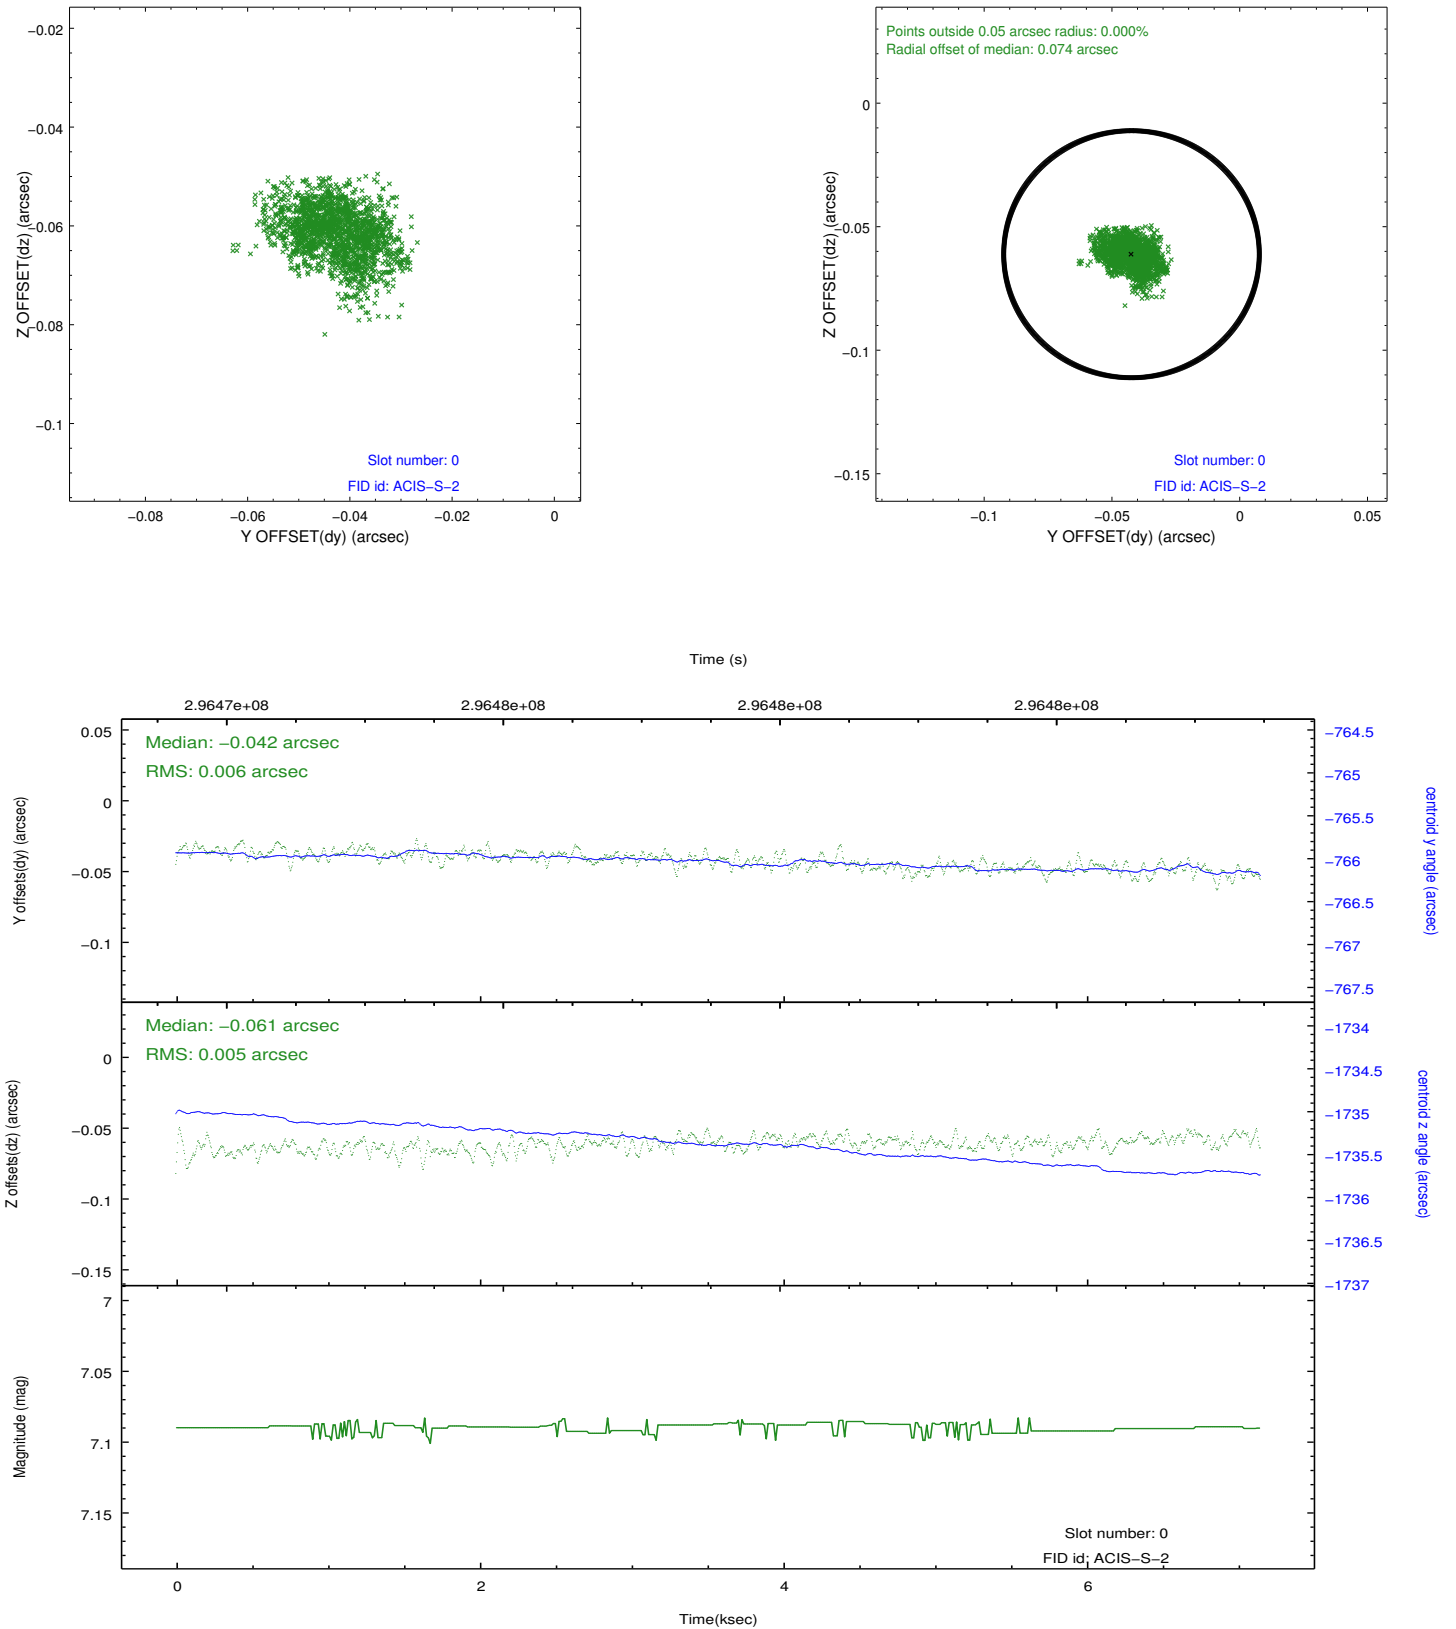 −0.02
−0.04
−0.06
−0.08
−0.1
Z OFFSET(dz) (arcsec)
Slot number: 0
FID id: ACIS−S−2
−0.08
−0.06
−0.04
−0.02
0
Y OFFSET(dy) (arcsec)
Points outside 0.05 arcsec radius: 0.000%
Radial offset of median: 0.074 arcsec
0
−0.05
−0.1
−0.15
Z OFFSET(dz) (arcsec)
Slot number: 0
FID id: ACIS−S−2
−0.1
−0.05
0
0.05
Y OFFSET(dy) (arcsec)
Time (s)
2.9647e+08
2.9648e+08
2.9648e+08
2.9648e+08
Median: −0.042 arcsec
RMS: 0.006 arcsec
0.05
0
−0.05
−0.1
Y offsets(dy) (arcsec)
−764.5
−765
−765.5
−766
−766.5
−767
−767.5
centroid y angle (arcsec)
Median: −0.061 arcsec
RMS: 0.005 arcsec
0
−0.05
−0.1
−0.15
Z offsets(dz) (arcsec)
−1734
−1734.5
−1735
−1735.5
−1736
−1736.5
−1737
centroid z angle (arcsec)
7
7.05
7.1
7.15
Magnitude (mag)
Slot number: 0
FID id: ACIS−S−2
0
2
4
6
Time(ksec)